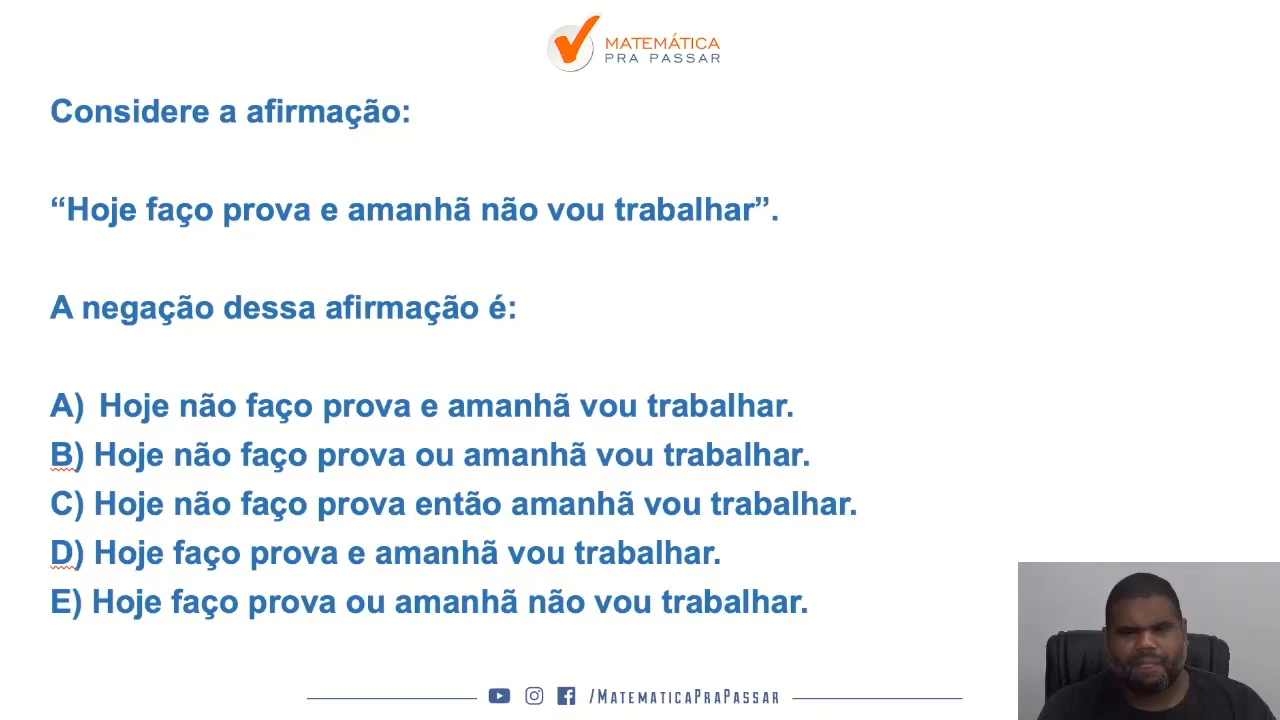 MATEMÁTICA
PRA PASSAR
Considere a afirmação:
“Hoje faço prova e amanhã não vou trabalhar”.
A negação dessa afirmação é:
A) Hoje não faço prova e amanhã vou trabalhar.
B) Hoje não faço prova ou amanhã vou trabalhar.
C) Hoje não faço prova então amanhã vou trabalhar.
D) Hoje faço prova e amanhã vou trabalhar.
E) Hoje faço prova ou amanhã não vou trabalhar.
/MATEMATICAPRAPASSAR